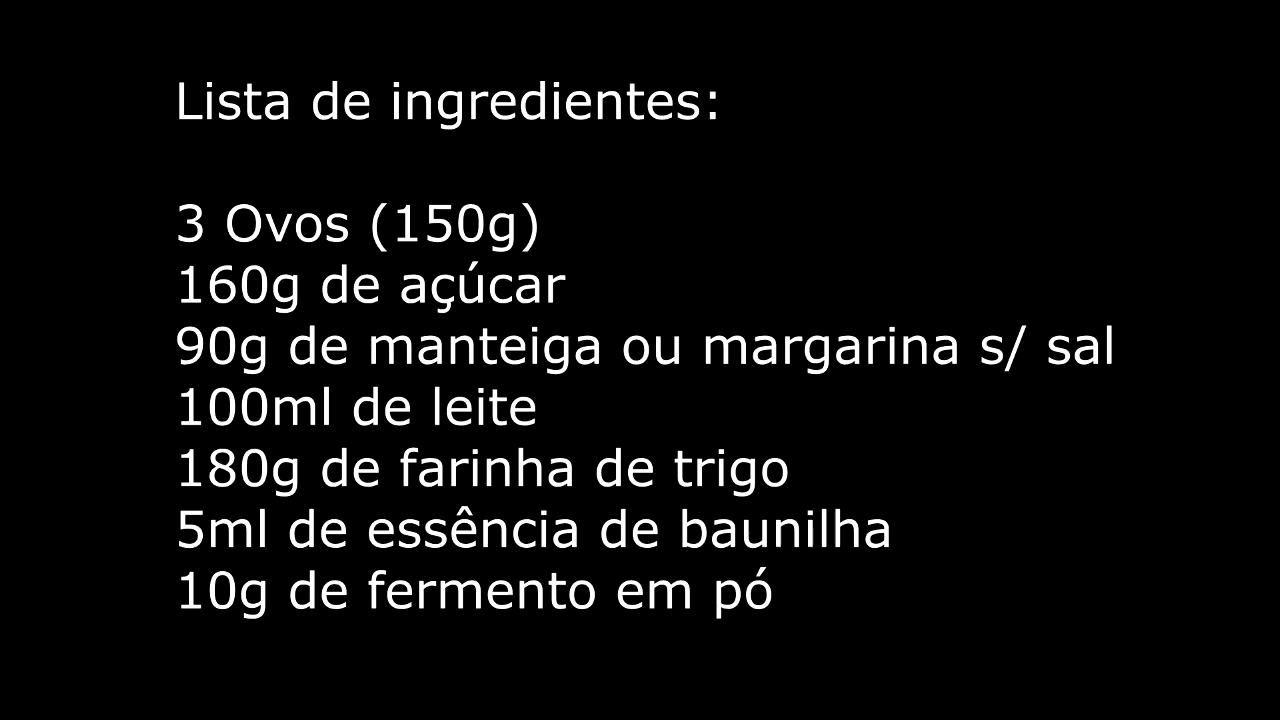 Lista de ingredientes:
3 Ovos (150g)
160g de açúcar
90g de manteiga ou margarina s/ sal
100ml de leite
180g de farinha de trigo
5ml de essência de baunilha
10g de fermento em pó